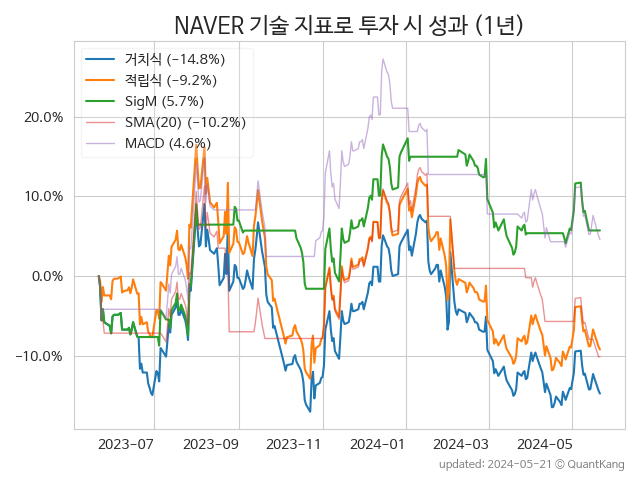 NAVER 기술 지표로 투자 시 성과 (1년)
거치식 (−14.8%)
적립식 (−9.2%)
SigM (5.7%)
SMA(20) (−10.2%)
MACD (4.6%)
20.0%
10.0%
0.0%
−10.0%
2023-07 2023-09 2023-11 2024-01 2024-03 2024-05
updated: 2024-05-21 © QuantKang